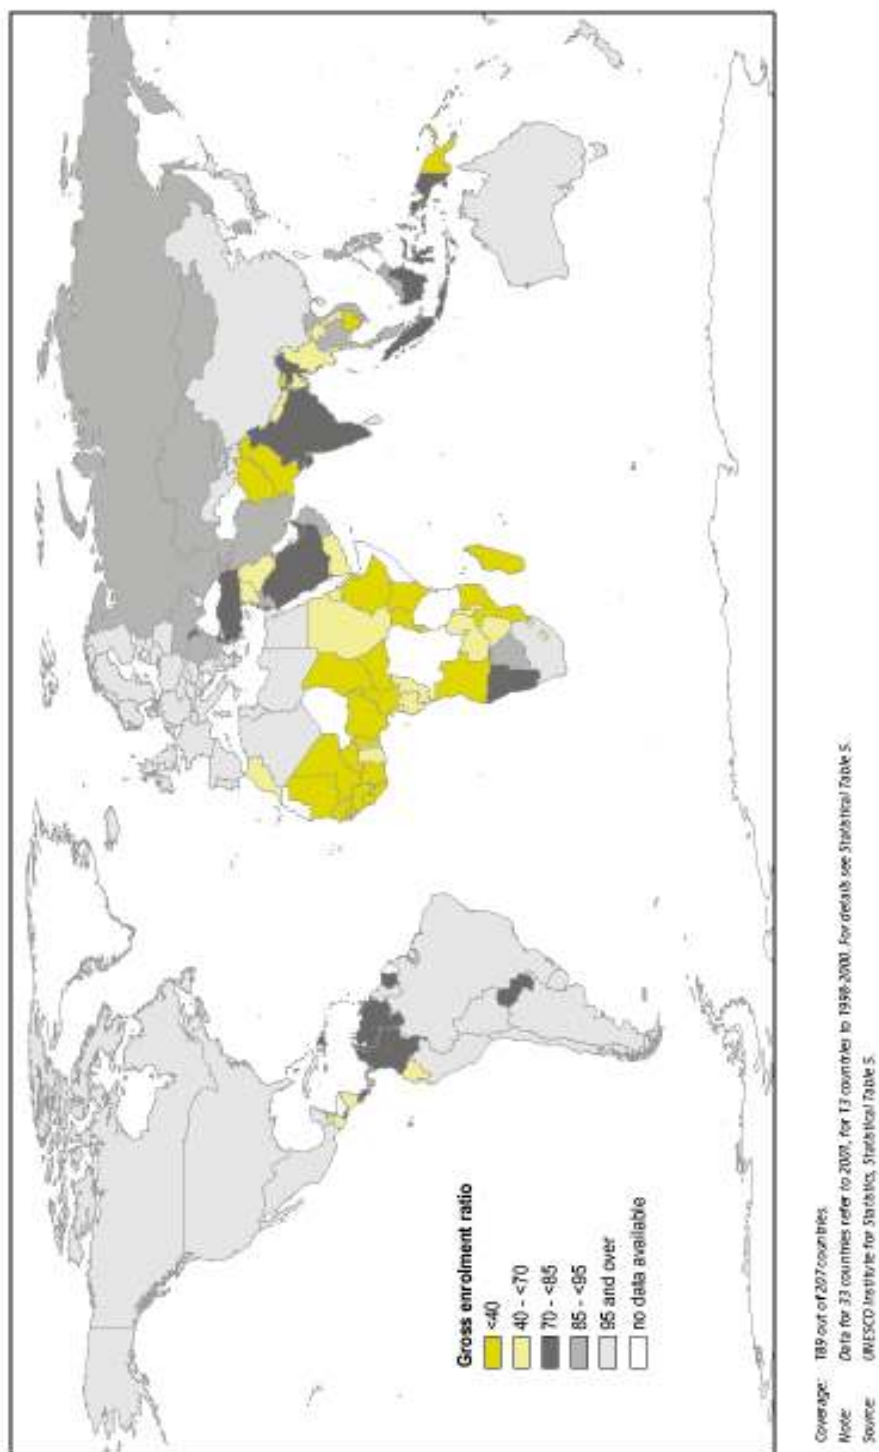 Gross enrolment ratio
<40
40 - <70
70 - <85
85 - <95
95 and over
no data available
Coverage: 189 out of 207 countries.
Note: Data for 33 countries refer to 2001, for 13 countries to 1998-2000. For details see Statistical Table 5.
Source: UNESCO Institute for Statistics, Statistical Table 5.